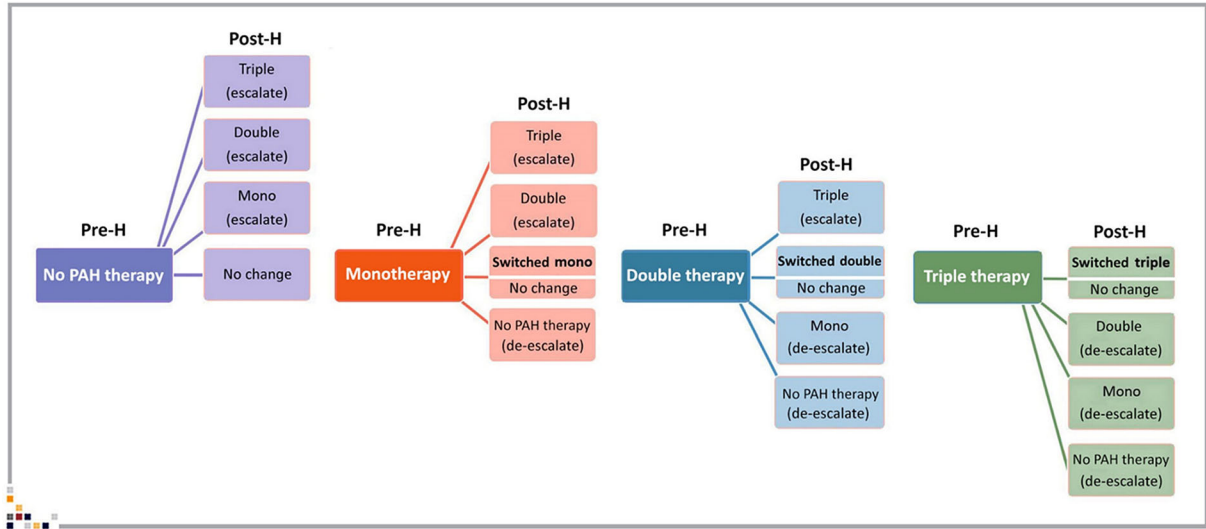 Post-H
Triple
(escalate)
Double
(escalate)
Mono
(escalate)
Pre-H
No PAH therapy
No change
Post-H
Triple
(escalate)
Double
(escalate)
Pre-H
Monotherapy
Switched mono
No change
No PAH therapy
(de-escalate)
Post-H
Triple
(escalate)
Pre-H
Double therapy
Switched double
No change
Mono
(de-escalate)
No PAH therapy
(de-escalate)
Pre-H
Post-H
Triple therapy
Switched triple
No change
Double
(de-escalate)
Mono
(de-escalate)
No PAH therapy
(de-escalate)